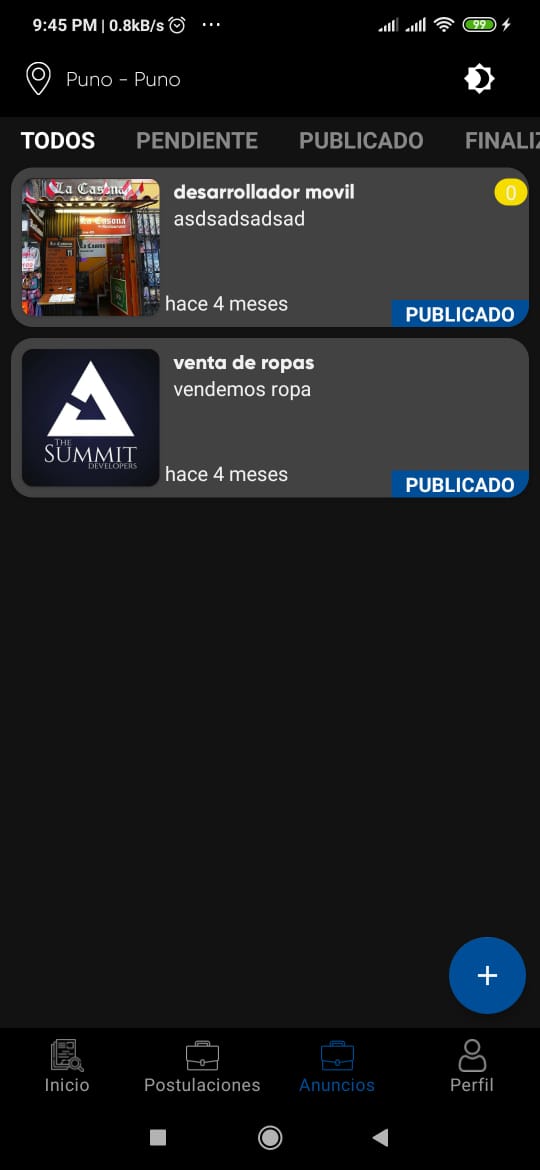 9:45 PM | 0.8kB/s ...
99
Puno - Puno
TODOS PENDIENTE PUBLICADO FINALIZ
La Casona
La Casona
desarrollador movil
0
asdsadsadsad
hace 4 meses
PUBLICADO
THE
SUMMIT
DEVELOPERS
venta de ropas
vendemos ropa
hace 4 meses
PUBLICADO
+
Inicio Postulaciones Anuncios Perfil